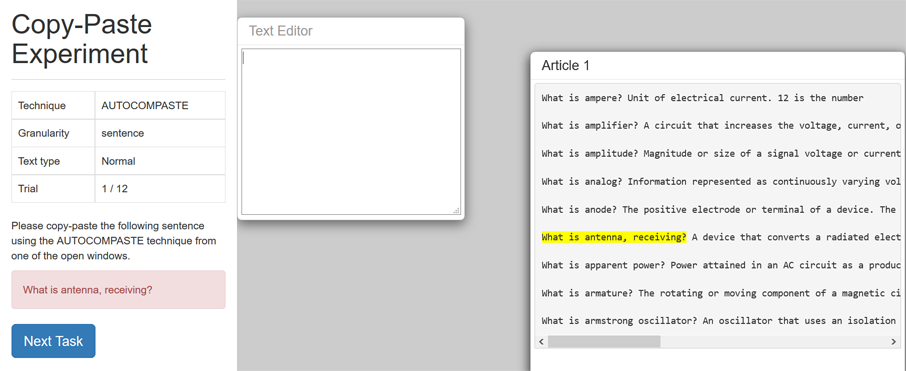 Copy-Paste
Experiment
Technique AUTOCOMPASTE
Granularity sentence
Text type Normal
Trial 1 / 12
Please copy-paste the following sentence
using the AUTOCOMPASTE technique from
one of the open windows.
What is antenna, receiving?
Next Task
Text Editor
Article 1
What is ampere? Unit of electrical current. 12 is the number
What is amplifier? A circuit that increases the voltage, current, o
What is amplitude? Magnitude or size of a signal voltage or current
What is analog? Information represented as continuously varying vol
What is anode? The positive electrode or terminal of a device. The
What is antenna, receiving? A device that converts a radiated elect
What is apparent power? Power attained in an AC circuit as a produc
What is armature? The rotating or moving component of a magnetic ci
What is armstrong oscillator? An oscillator that uses an isolation